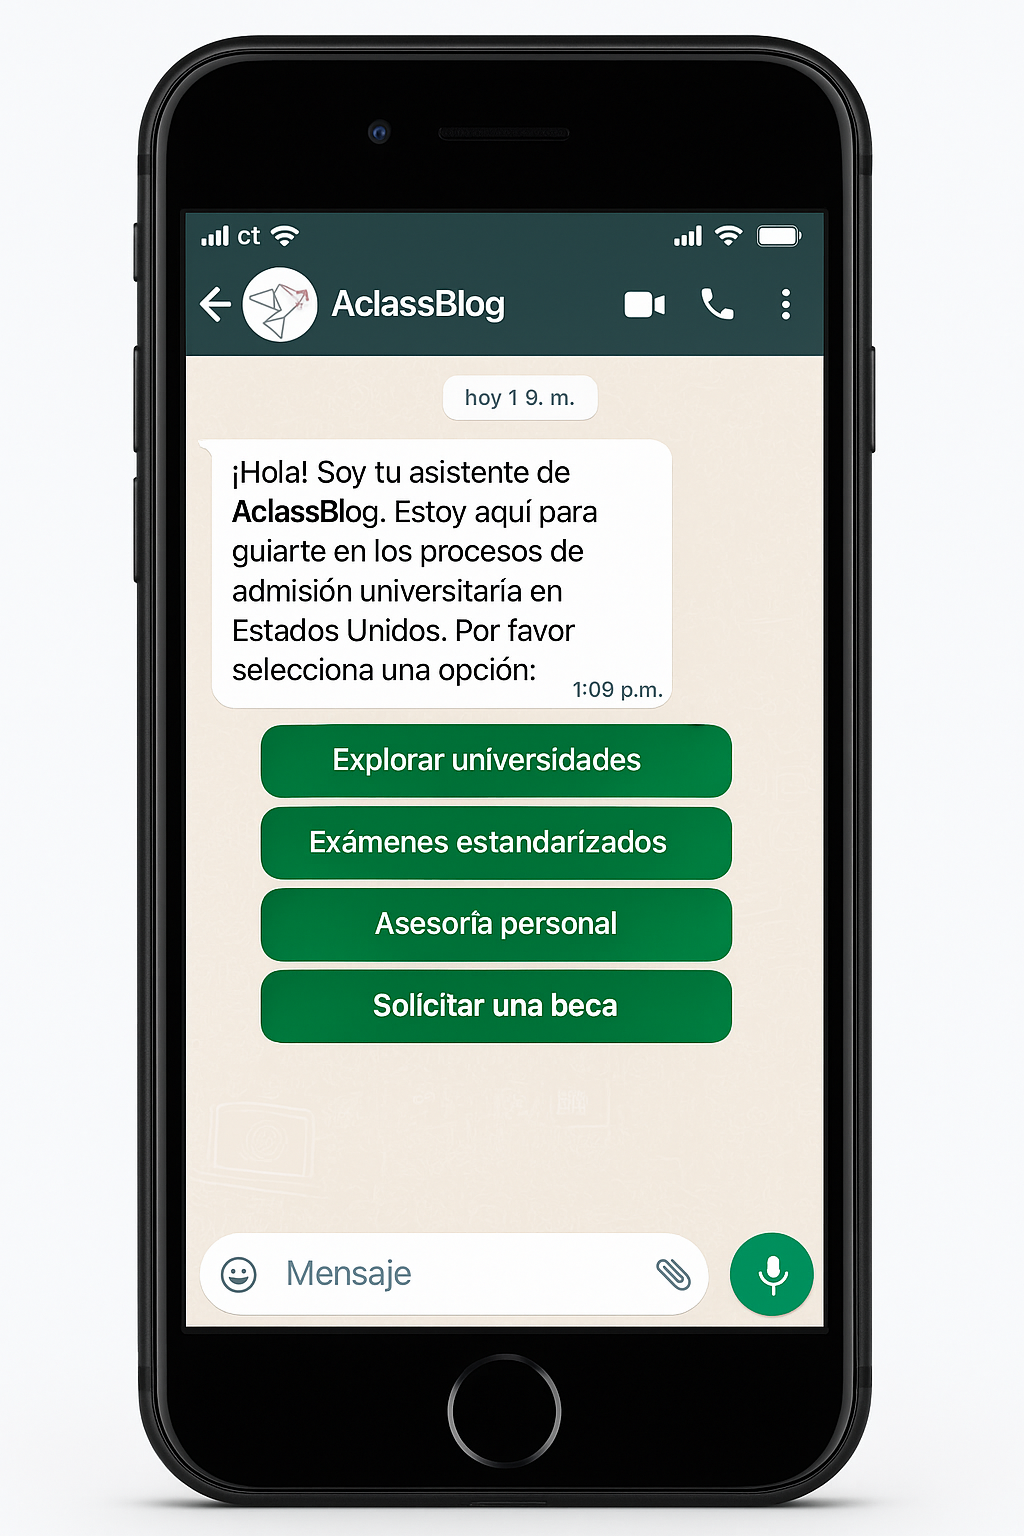 ct
AclassBlog
hoy 1 9. m.
¡Hola! Soy tu asistente de
AclassBlog. Estoy aquí para
guiarte en los procesos de
admisión universitaría en
Estados Unidos. Por favor
selecciona una opción:
1:09 p.m.
Explorar uníversidades
Exámenes estandarízados
Asesoría personal
Solícítar una beca
Mensaje